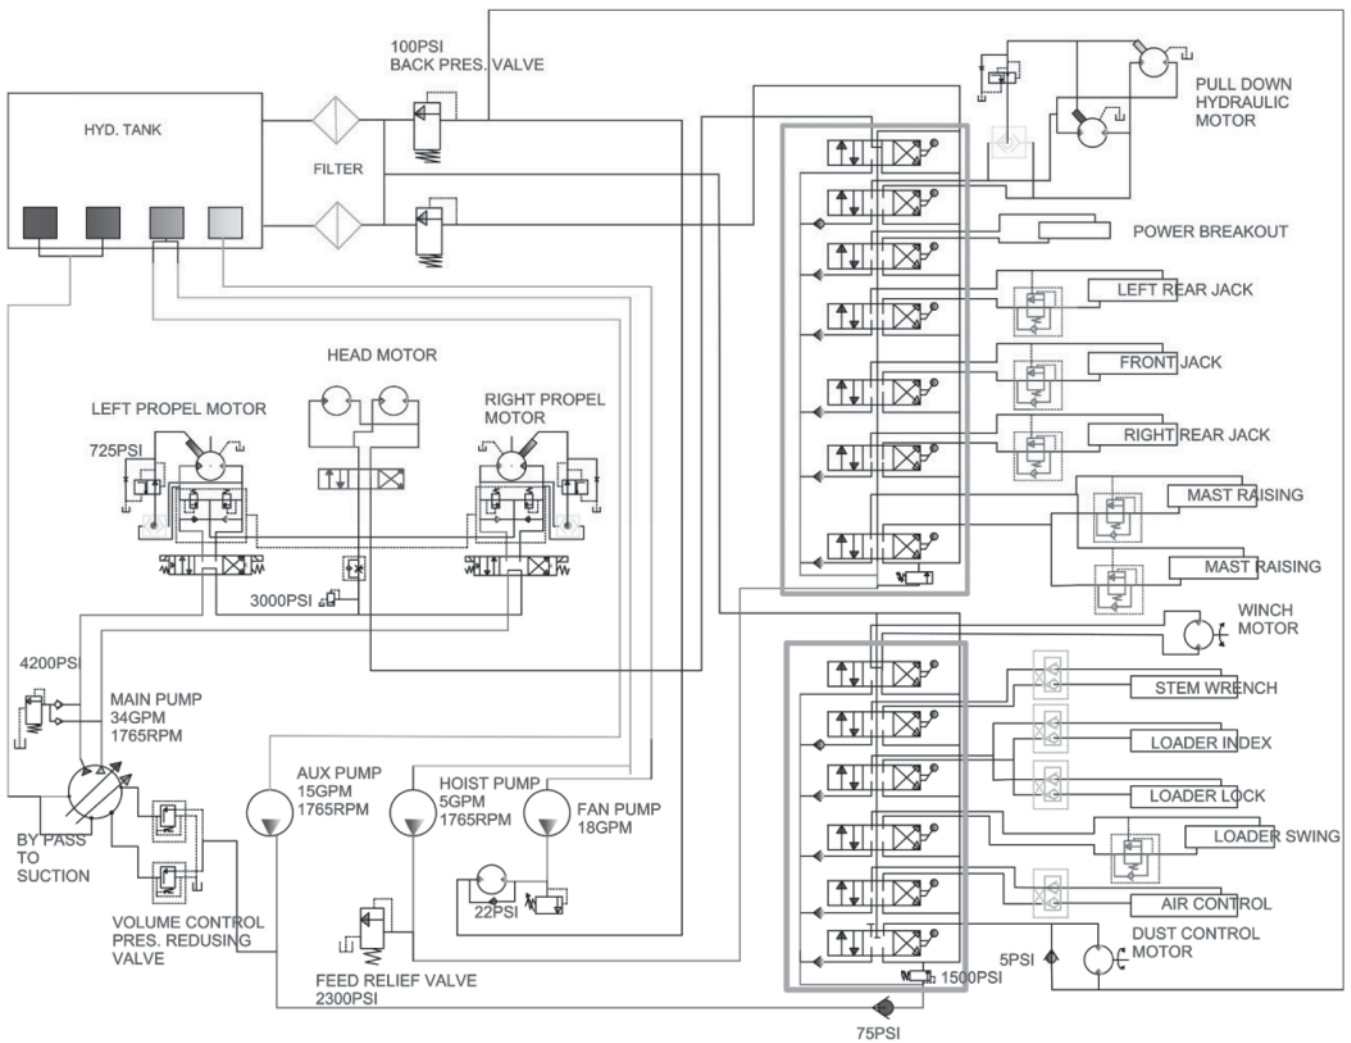 100PSI
BACK PRES. VALVE
HYD. TANK
FILTER
PULL DOWN
HYDRAULIC
MOTOR
POWER BREAKOUT
LEFT REAR JACK
FRONT JACK
RIGHT REAR JACK
MAST RAISING
MAST RAISING
HEAD MOTOR
LEFT PROPEL MOTOR
RIGHT PROPEL
MOTOR
725PSI
3000PSI
WINCH
MOTOR
STEM WRENCH
LOADER INDEX
LOADER LOCK
LOADER SWING
AIR CONTROL
DUST CONTROL
MOTOR
5PSI
1500PSI
75PSI
4200PSI
MAIN PUMP
34GPM
1765RPM
BY PASS
TO
SUCTION
AUX PUMP
15GPM
1765RPM
HOIST PUMP
5GPM
1765RPM
FAN PUMP
18GPM
22PSI
VOLUME CONTROL
PRES. REDUSING
VALVE
FEED RELIEF VALVE
2300PSI